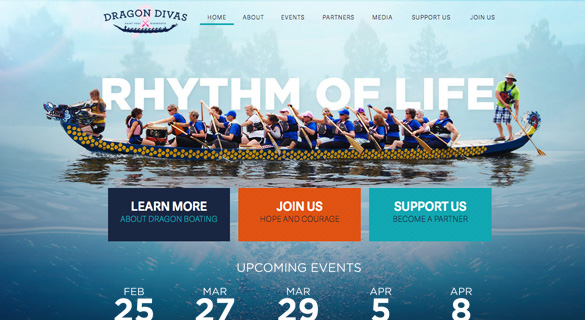 DRAGON DIVAS
HOME ABOUT EVENTS PARTNERS MEDIA SUPPORT US JOIN US
RHYTHM OF LIFE
LEARN MORE
ABOUT DRAGON BOATING
JOIN US
HOPE AND COURAGE
SUPPORT US
BECOME A PARTNER
UPCOMING EVENTS
FEB MAR MAR APR APR
25 27 29 5 8